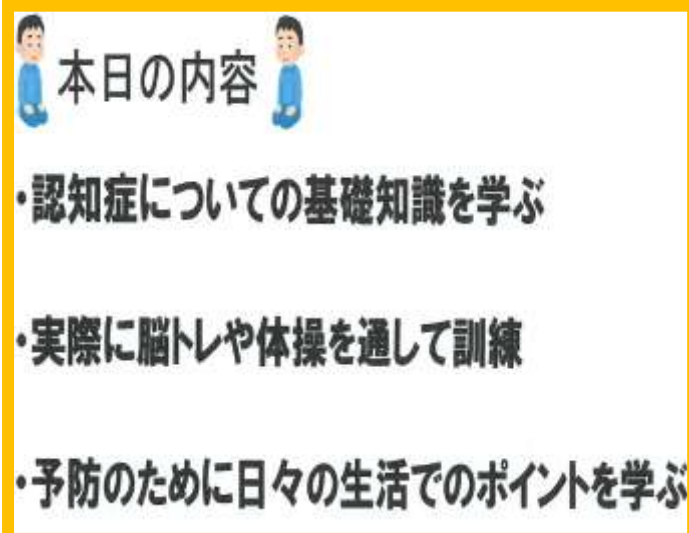 本日の内容
・認知症についての基礎知識を学ぶ
・実際に脳トレや体操を通して訓練
・予防のために日々の生活でのポイントを学ぶ